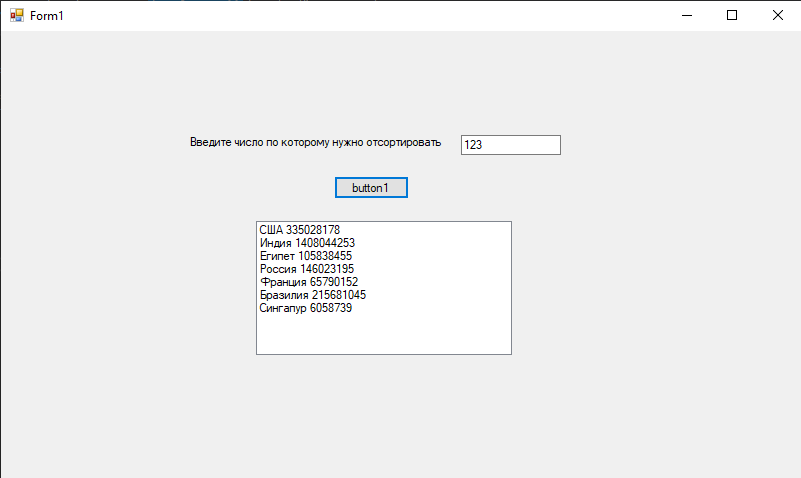 Form1
Введите число по которому нужно отсортировать 123
button1
США 335028178
Индия 1408044253
Египет 105838455
Россия 146023195
Франция 65790152
Бразилия 215681045
Сингапур 6058739